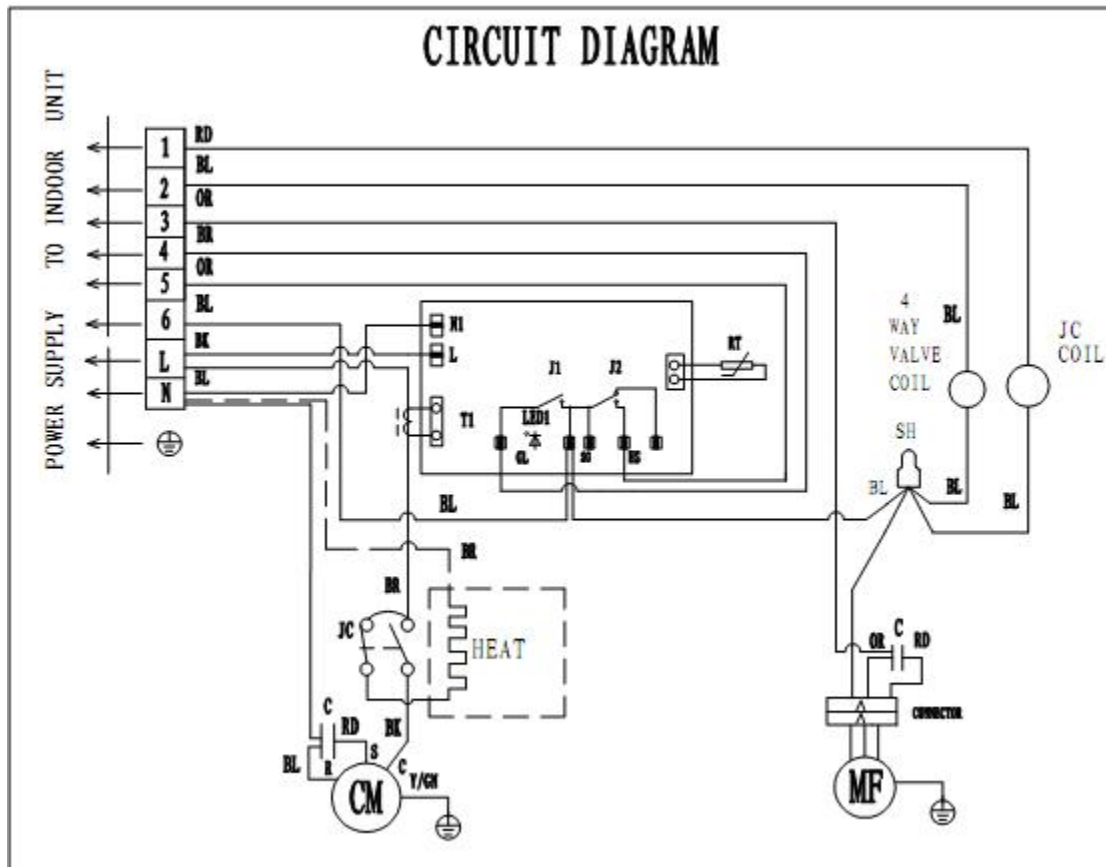 CIRCUIT DIAGRAM
POWER SUPPLY TO INDOOR UNIT
1
RD
BL
2
OR
3
BR
4
OR
5
BL
6
BK
L
BL
N
N1
L
T1
J1
J2
RT
LED1
GL
4
WAY
VALVE
COIL
BL
JC
COIL
SH
BL
BL
BL
BL
BR
BR
JC
HEAT
C
RD
BK
BL
R
S
C
Y/GN
CM
OR
C
RD
CONNECTOR
MF